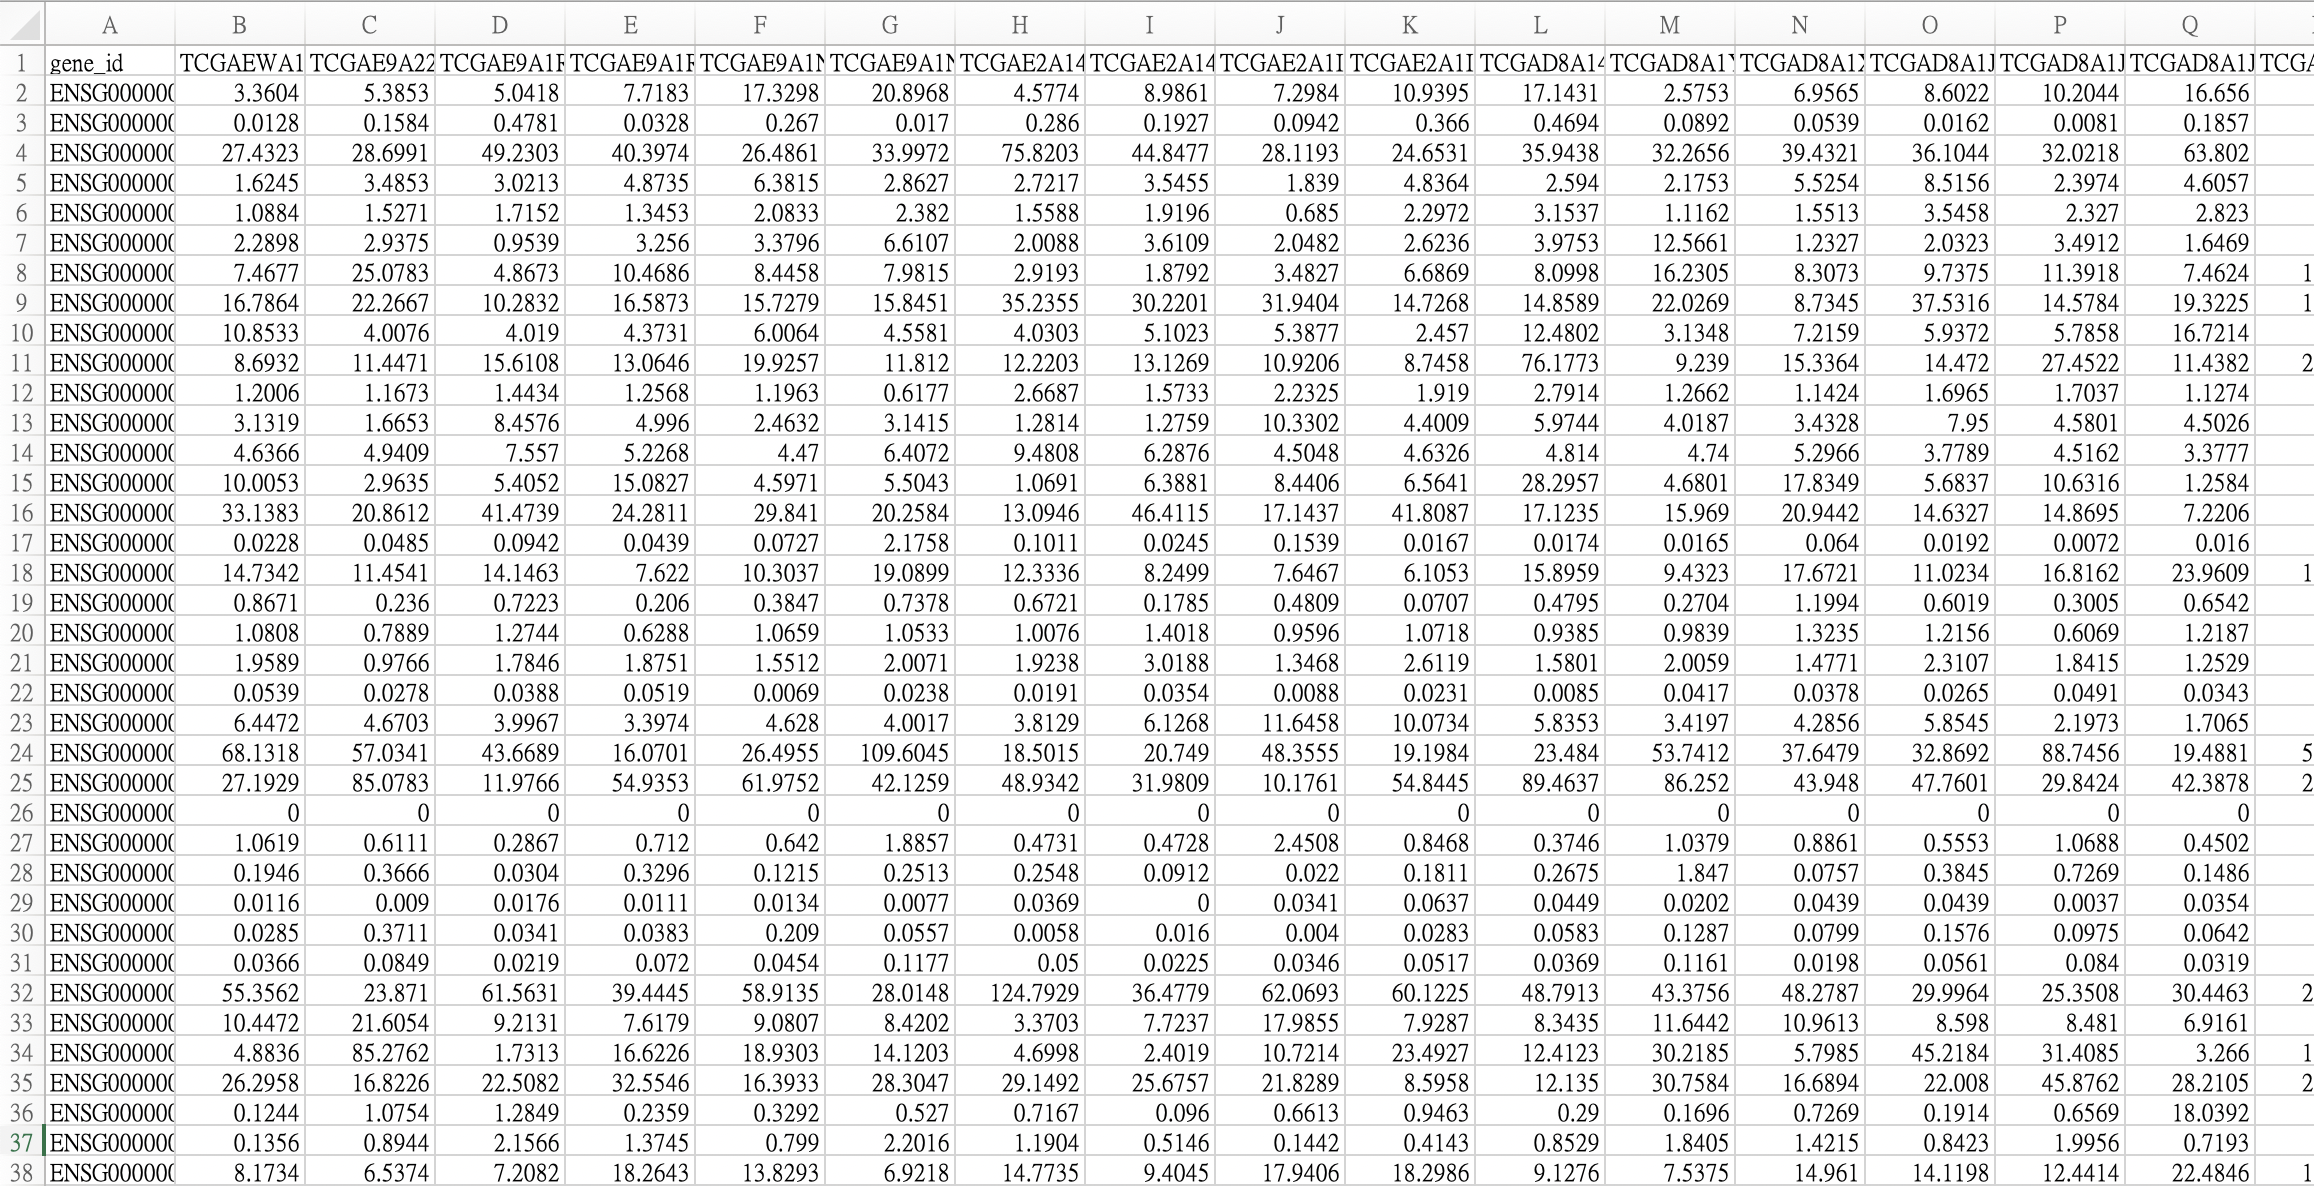 A B C D E F G H I J K L M N O P Q
1 gene_id TCGAEWA1 TCGAE9A22 TCGAE9A1F TCGAE9A1F TCGAE9A1N TCGAE9A1N TCGAE2A14 TCGAE2A14 TCGAE2A1I TCGAE2A1I TCGAD8A14 TCGAD8A1Y TCGAD8A1X TCGAD8A1J TCGAD8A1J TCGAD8A1J TCGA
2 ENSG000000 3.3604 5.3853 5.0418 7.7183 17.3298 20.8968 4.5774 8.9861 7.2984 10.9395 17.1431 2.5753 6.9565 8.6022 10.2044 16.656
3 ENSG000000 0.0128 0.1584 0.4781 0.0328 0.267 0.017 0.286 0.1927 0.0942 0.366 0.4694 0.0892 0.0539 0.0162 0.0081 0.1857
4 ENSG000000 27.4323 28.6991 49.2303 40.3974 26.4861 33.9972 75.8203 44.8477 28.1193 24.6531 35.9438 32.2656 39.4321 36.1044 32.0218 63.802
5 ENSG000000 1.6245 3.4853 3.0213 4.8735 6.3815 2.8627 2.7217 3.5455 1.839 4.8364 2.594 2.1753 5.5254 8.5156 2.3974 4.6057
6 ENSG000000 1.0884 1.5271 1.7152 1.3453 2.0833 2.382 1.5588 1.9196 0.685 2.2972 3.1537 1.1162 1.5513 3.5458 2.327 2.823
7 ENSG000000 2.2898 2.9375 0.9539 3.256 3.3796 6.6107 2.0088 3.6109 2.0482 2.6236 3.9753 12.5661 1.2327 2.0323 3.4912 1.6469
8 ENSG000000 7.4677 25.0783 4.8673 10.4686 8.4458 7.9815 2.9193 1.8792 3.4827 6.6869 8.0998 16.2305 8.3073 9.7375 11.3918 7.4624 1
9 ENSG000000 16.7864 22.2667 10.2832 16.5873 15.7279 15.8451 35.2355 30.2201 31.9404 14.7268 14.8589 22.0269 8.7345 37.5316 14.5784 19.3225 1
10 ENSG000000 10.8533 4.0076 4.019 4.3731 6.0064 4.5581 4.0303 5.1023 5.3877 2.457 12.4802 3.1348 7.2159 5.9372 5.7858 16.7214
11 ENSG000000 8.6932 11.4471 15.6108 13.0646 19.9257 11.812 12.2203 13.1269 10.9206 8.7458 76.1773 9.239 15.3364 14.472 27.4522 11.4382 2
12 ENSG000000 1.2006 1.1673 1.4434 1.2568 1.1963 0.6177 2.6687 1.5733 2.2325 1.919 2.7914 1.2662 1.1424 1.6965 1.7037 1.1274
13 ENSG000000 3.1319 1.6653 8.4576 4.996 2.4632 3.1415 1.2814 1.2759 10.3302 4.4009 5.9744 4.0187 3.4328 7.95 4.5801 4.5026
14 ENSG000000 4.6366 4.9409 7.557 5.2268 4.47 6.4072 9.4808 6.2876 4.5048 4.6326 4.814 4.74 5.2966 3.7789 4.5162 3.3777
15 ENSG000000 10.0053 2.9635 5.4052 15.0827 4.5971 5.5043 1.0691 6.3881 8.4406 6.5641 28.2957 4.6801 17.8349 5.6837 10.6316 1.2584
16 ENSG000000 33.1383 20.8612 41.4739 24.2811 29.841 20.2584 13.0946 46.4115 17.1437 41.8087 17.1235 15.969 20.9442 14.6327 14.8695 7.2206
17 ENSG000000 0.0228 0.0485 0.0942 0.0439 0.0727 2.1758 0.1011 0.0245 0.1539 0.0167 0.0174 0.0165 0.064 0.0192 0.0072 0.016
18 ENSG000000 14.7342 11.4541 14.1463 7.622 10.3037 19.0899 12.3336 8.2499 7.6467 6.1053 15.8959 9.4323 17.6721 11.0234 16.8162 23.9609 1
19 ENSG000000 0.8671 0.236 0.7223 0.206 0.3847 0.7378 0.6721 0.1785 0.4809 0.0707 0.4795 0.2704 1.1994 0.6019 0.3005 0.6542
20 ENSG000000 1.0808 0.7889 1.2744 0.6288 1.0659 1.0533 1.0076 1.4018 0.9596 1.0718 0.9385 0.9839 1.3235 1.2156 0.6069 1.2187
21 ENSG000000 1.9589 0.9766 1.7846 1.8751 1.5512 2.0071 1.9238 3.0188 1.3468 2.6119 1.5801 2.0059 1.4771 2.3107 1.8415 1.2529
22 ENSG000000 0.0539 0.0278 0.0388 0.0519 0.0069 0.0238 0.0191 0.0354 0.0088 0.0231 0.0085 0.0417 0.0378 0.0265 0.0491 0.0343
23 ENSG000000 6.4472 4.6703 3.9967 3.3974 4.628 4.0017 3.8129 6.1268 11.6458 10.0734 5.8353 3.4197 4.2856 5.8545 2.1973 1.7065
24 ENSG000000 68.1318 57.0341 43.6689 16.0701 26.4955 109.6045 18.5015 20.749 48.3555 19.1984 23.484 53.7412 37.6479 32.8692 88.7456 19.4881 5
25 ENSG000000 27.1929 85.0783 11.9766 54.9353 61.9752 42.1259 48.9342 31.9809 10.1761 54.8445 89.4637 86.252 43.948 47.7601 29.8424 42.3878 2
26 ENSG000000 0 0 0 0 0 0 0 0 0 0 0 0 0 0 0 0
27 ENSG000000 1.0619 0.6111 0.2867 0.712 0.642 1.8857 0.4731 0.4728 2.4508 0.8468 0.3746 1.0379 0.8861 0.5553 1.0688 0.4502
28 ENSG000000 0.1946 0.3666 0.0304 0.3296 0.1215 0.2513 0.2548 0.0912 0.022 0.1811 0.2675 1.847 0.0757 0.3845 0.7269 0.1486
29 ENSG000000 0.0116 0.009 0.0176 0.0111 0.0134 0.0077 0.0369 0 0.0341 0.0637 0.0449 0.0202 0.0439 0.0439 0.0037 0.0354
30 ENSG000000 0.0285 0.3711 0.0341 0.0383 0.209 0.0557 0.0058 0.016 0.004 0.0283 0.0583 0.1287 0.0799 0.1576 0.0975 0.0642
31 ENSG000000 0.0366 0.0849 0.0219 0.072 0.0454 0.1177 0.05 0.0225 0.0346 0.0517 0.0369 0.1161 0.0198 0.0561 0.084 0.0319
32 ENSG000000 55.3562 23.871 61.5631 39.4445 58.9135 28.0148 124.7929 36.4779 62.0693 60.1225 48.7913 43.3756 48.2787 29.9964 25.3508 30.4463 2
33 ENSG000000 10.4472 21.6054 9.2131 7.6179 9.0807 8.4202 3.3703 7.7237 17.9855 7.9287 8.3435 11.6442 10.9613 8.598 8.481 6.9161
34 ENSG000000 4.8836 85.2762 1.7313 16.6226 18.9303 14.1203 4.6998 2.4019 10.7214 23.4927 12.4123 30.2185 5.7985 45.2184 31.4085 3.266 1
35 ENSG000000 26.2958 16.8226 22.5082 32.5546 16.3933 28.3047 29.1492 25.6757 21.8289 8.5958 12.135 30.7584 16.6894 22.008 45.8762 28.2105 2
36 ENSG000000 0.1244 1.0754 1.2849 0.2359 0.3292 0.527 0.7167 0.096 0.6613 0.9463 0.29 0.1696 0.7269 0.1914 0.6569 18.0392
37 ENSG000000 0.1356 0.8944 2.1566 1.3745 0.799 2.2016 1.1904 0.5146 0.1442 0.4143 0.8529 1.8405 1.4215 0.8423 1.9956 0.7193
38 ENSG000000 8.1734 6.5374 7.2082 18.2643 13.8293 6.9218 14.7735 9.4045 17.9406 18.2986 9.1276 7.5375 14.961 14.1198 12.4414 22.4846 1